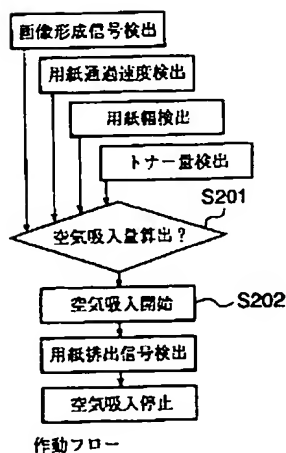 画像形成信号検出
用紙通過速度検出
用紙幅検出
トナー量検出
S201
空気吸入量算出?
空気吸入開始
S202
用紙排出信号検出
空気吸入停止
作動フロー